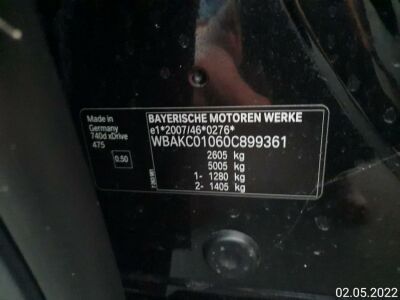 Made in
Germany
740d xDrive
475
0.50
BAYERISCHE MOTOREN WERKE
e1*2007/46*0276*
WBAKC01060C899361
2605 kg
5005 kg
1- 1280 kg
2- 1405 kg
02.05.2022